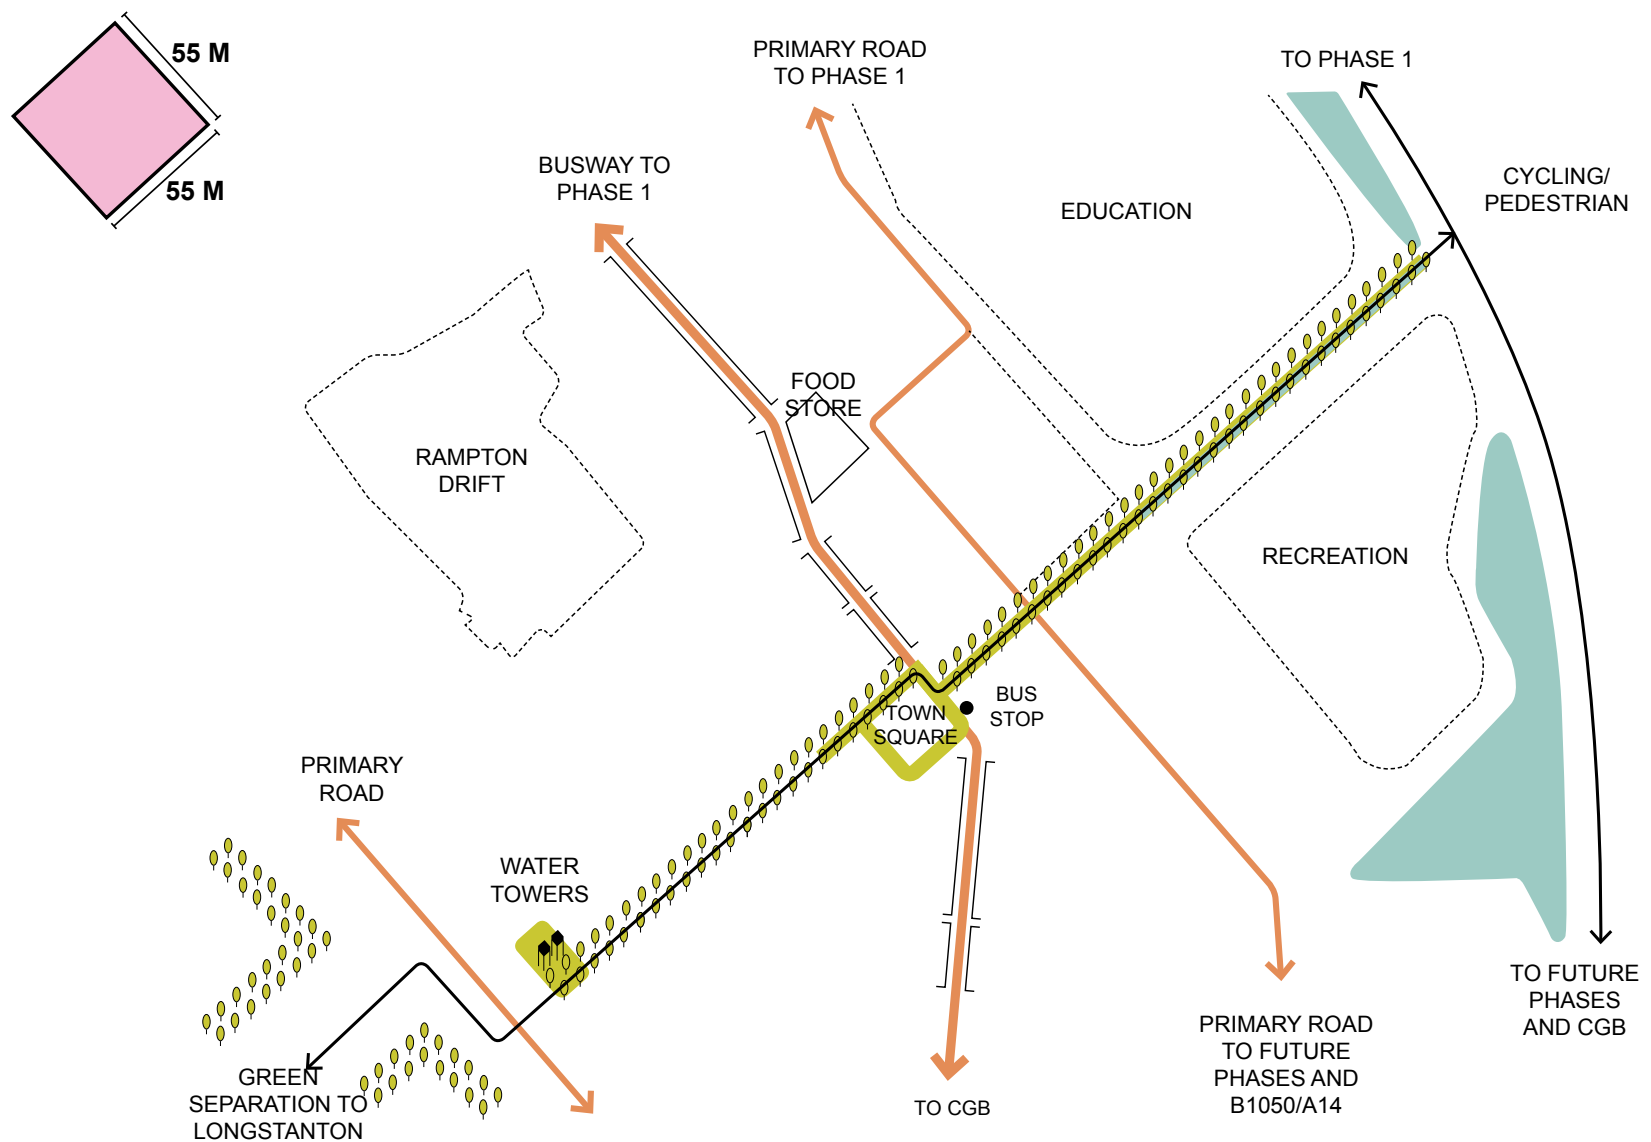 55 M
55 M
PRIMARY ROAD
TO PHASE 1
TO PHASE 1
BUSWAY TO
PHASE 1
CYCLING/
PEDESTRIAN
EDUCATION
FOOD
STORE
RAMPTON
DRIFT
RECREATION
BUS
STOP
TOWN
SQUARE
PRIMARY
ROAD
WATER
TOWERS
TO FUTURE
PHASES
AND CGB
PRIMARY ROAD
TO FUTURE
PHASES AND
B1050/A14
GREEN
SEPARATION TO
LONGSTANTON
TO CGB